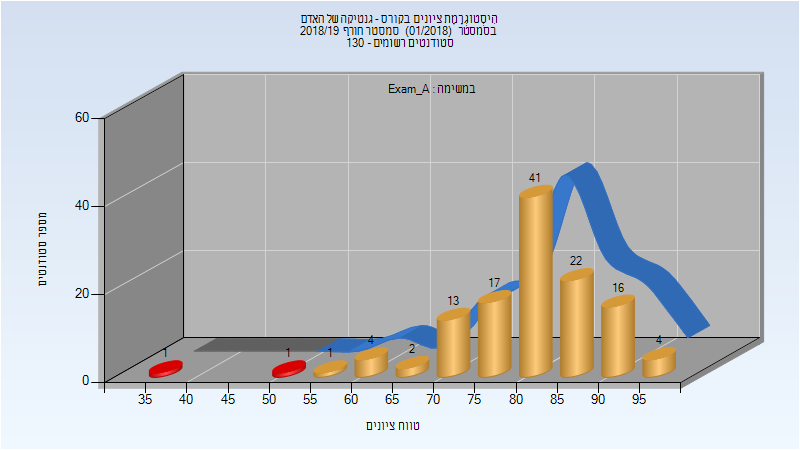 היסטוגרמת ציונים בקורס - גנטיקה של האדם
בסמסטר (01/2018) סמסטר חורף 2018/19
סטודנטים רשומים - 130
במשימה : Exam_A
מספר סטודנטים
60
40
20
0
1
1
1
4
2
13
17
41
22
16
4
35 40 45 50 55 60 65 70 75 80 85 90 95
טווח ציונים